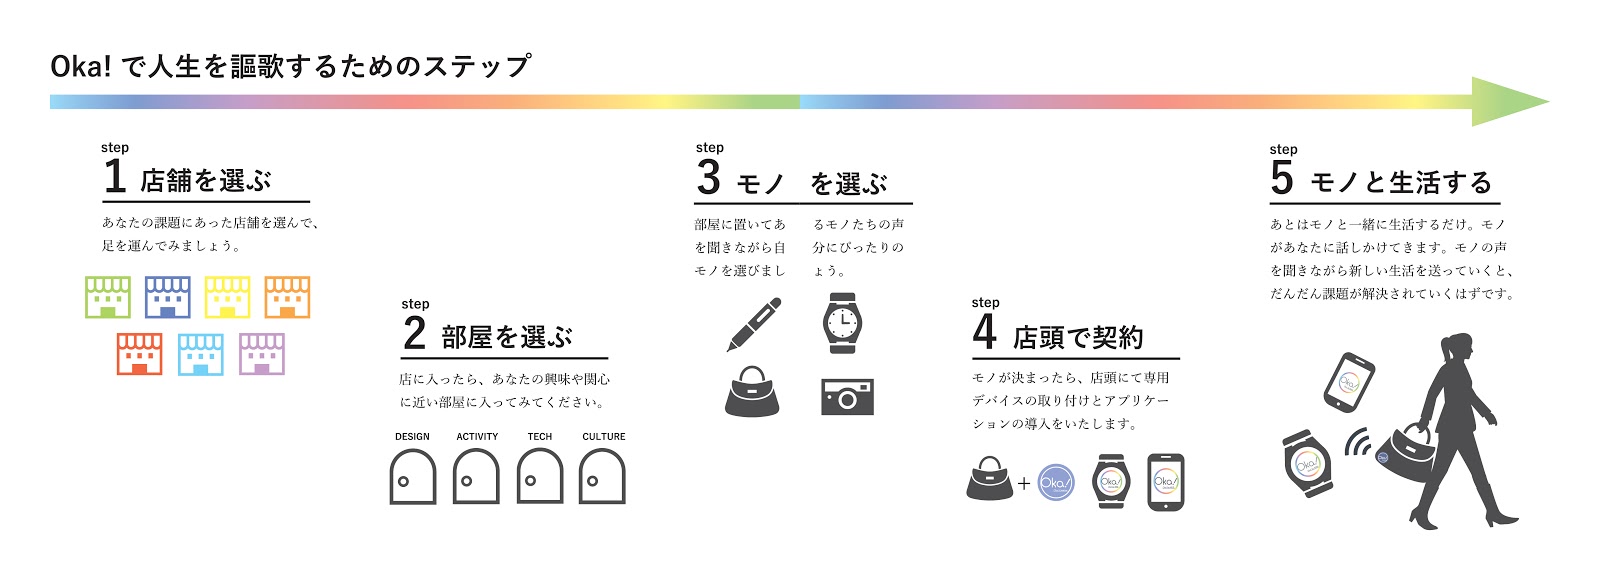 Oka! で人生を謳歌するためのステップ
step
1 店舗を選ぶ
あなたの課題にあった店舗を選んで、
足を運んでみましょう。
step
2 部屋を選ぶ
店に入ったら、あなたの興味や関心
に近い部屋に入ってみてください。
DESIGN ACTIVITY TECH CULTURE
step
3 モノ を選ぶ
部屋に置いてあ るモノたちの声
を聞きながら自 分にぴったりの
モノを選びまし ょう。
step
4 店頭で契約
モノが決まったら、店頭にて専用
デバイスの取り付けとアプリケー
ションの導入をいたします。
+ Oka! Oka! Oka!
step
5 モノと生活する
あとはモノと一緒に生活するだけ。モノ
があなたに話しかけてきます。モノの声
を聞きながら新しい生活を送っていくと、
だんだん課題が解決されていくはずです。
Oka!
Oka!